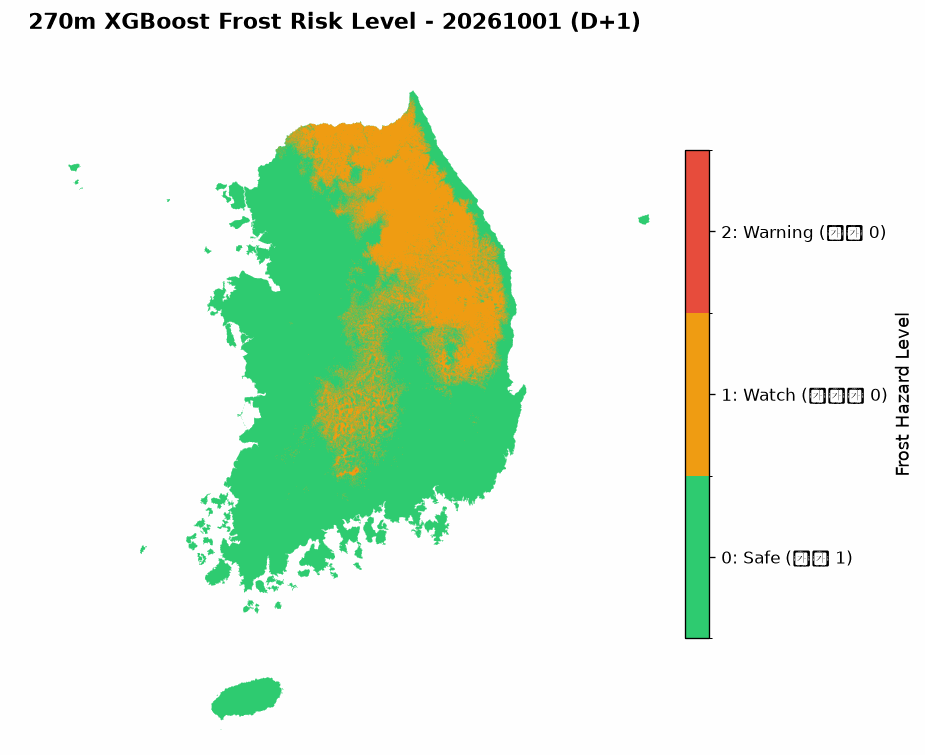 270m XGBoost Frost Risk Level - 20261001 (D+1)
2: Warning ( 0)
1: Watch ( 0)
0: Safe ( 1)
Frost Hazard Level